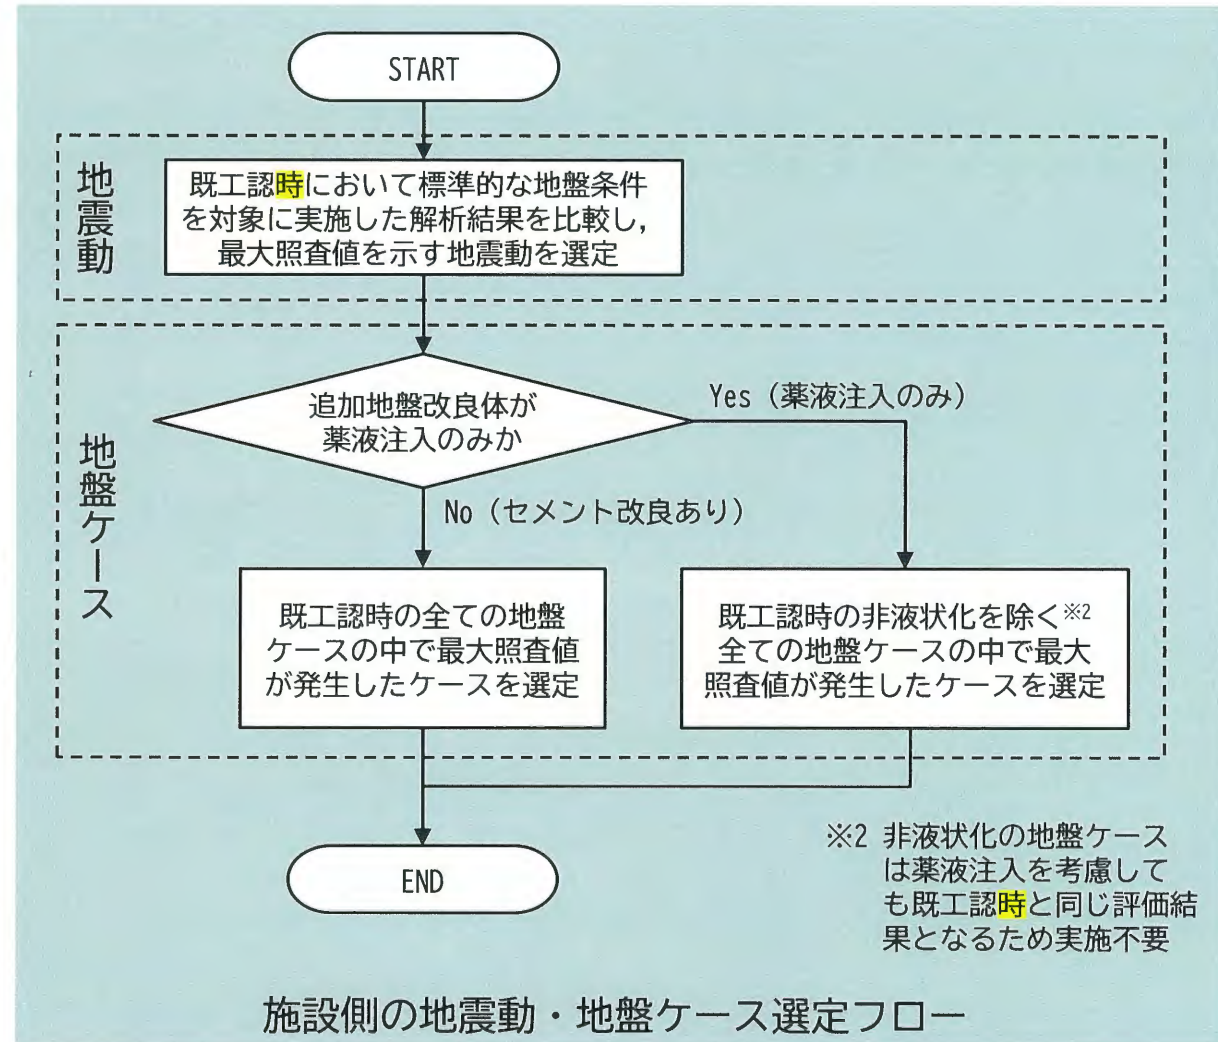 START
地震動
既工認時において標準的な地盤条件
を対象に実施した解析結果を比較し，
最大照査値を示す地震動を選定
地盤ケース
追加地盤改良体が
薬液注入のみか
Yes（薬液注入のみ）
No（セメント改良あり）
既工認時の全ての地盤
ケースの中で最大照査値
が発生したケースを選定
既工認時の非液状化を除く※2
全ての地盤ケースの中で最大
照査値が発生したケースを選定
END
※2 非液状化の地盤ケース
は薬液注入を考慮して
も既工認時と同じ評価結
果となるため実施不要
施設側の地震動・地盤ケース選定フロー